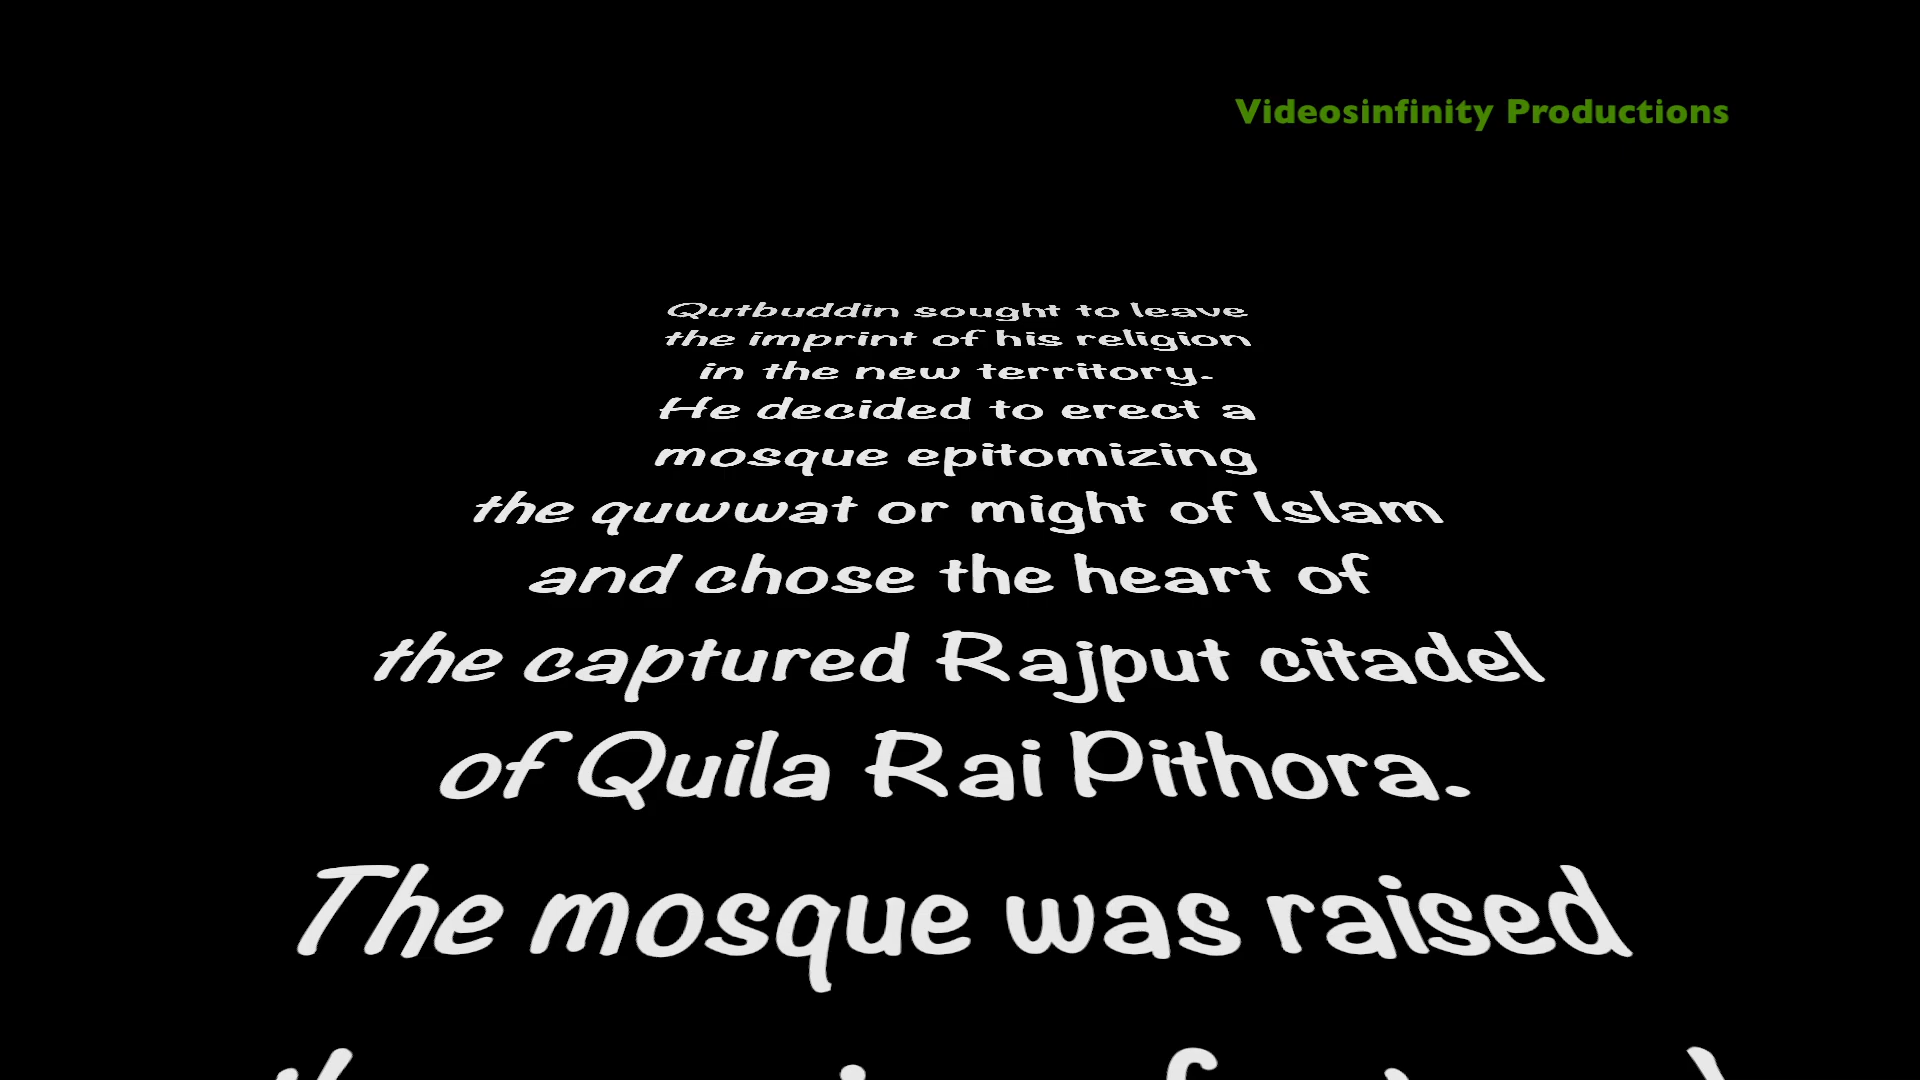 Videosinfinity Productions
Qutbuddin sought to leave
the imprint of his religion
in the new territory.
He decided to erect a
mosque epitomizing
the quwwat or might of Islam
and chose the heart of
the captured Rajput citadel
of Quila Rai Pithora.
The mosque was raised